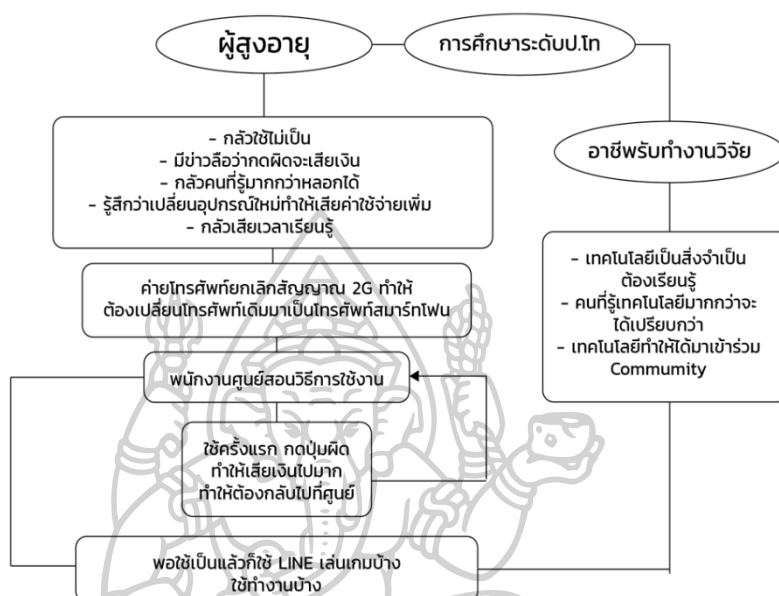 ผู้สูงอายุ
การศึกษาระดับป.โท
- กลัวใช้ไม่เป็น
- มีข่าวลือว่ากดผิดจะเสียเงิน
- กลัวคนที่รู้มากกว่าหลอกได้
- รู้สึกว่าเปลี่ยนอุปกรณ์ใหม่ทำให้เสียค่าใช้จ่ายเพิ่ม
- กลัวเสียเวลาเรียนรู้
อาชีพรับทำงานวิจัย
ค่ายโทรศัพท์ยกเลิกสัญญาณ 2G ทำให้
ต้องเปลี่ยนโทรศัพท์เดิมมาเป็นโทรศัพท์สมาร์ทโฟน
- เทคโนโลยีเป็นสิ่งจำเป็น
ต้องเรียนรู้
- คนที่รู้เทคโนโลยีมากกว่าจะ
ได้เปรียบกว่า
- เทคโนโลยีทำให้ได้มาเข้าร่วม
Commumity
พนักงานศูนย์สอนวิธีการใช้งาน
ใช้ครั้งแรก กดปุ่มผิด
ทำให้เสียเงินไปมาก
ทำให้ต้องกลับไปที่ศูนย์
พอใช้เป็นแล้วก็ใช้ LINE เล่นเกมบ้าง
ใช้ทำงานบ้าง